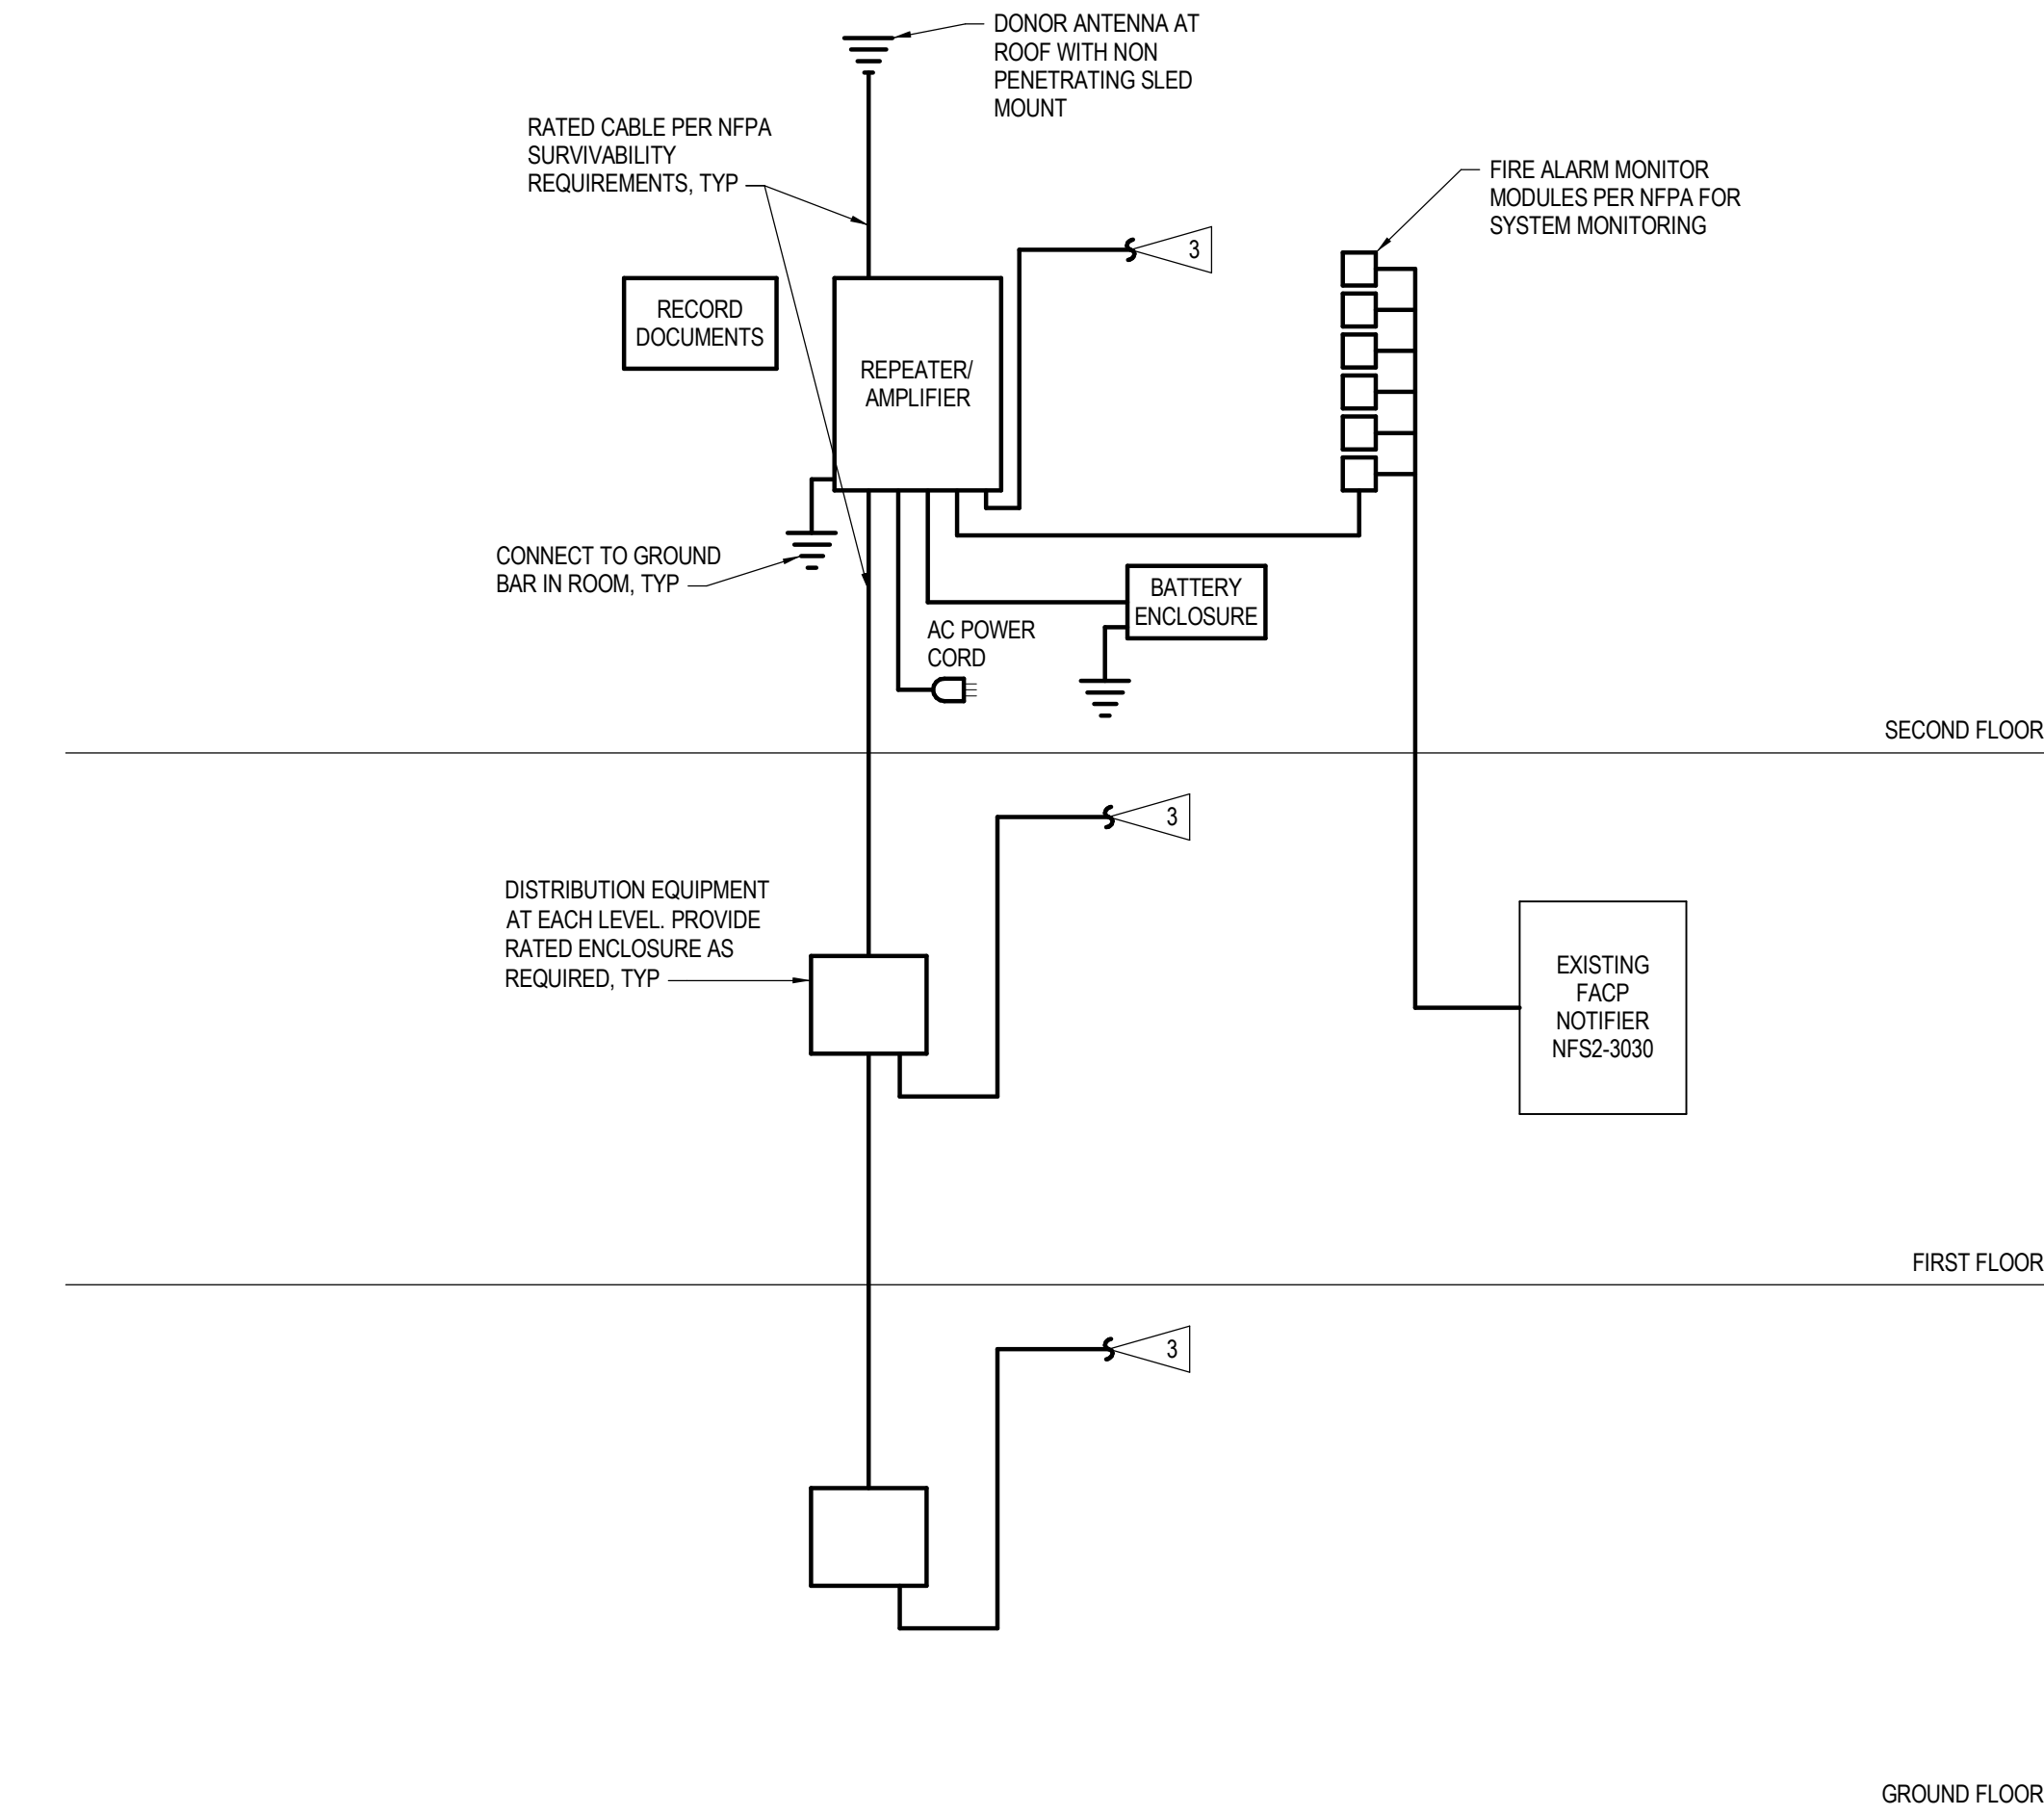 DONOR ANTENNA AT
ROOF WITH NON
PENETRATING SLED
MOUNT
RATED CABLE PER NFPA
SURVIVABILITY
REQUIREMENTS, TYP
FIRE ALARM MONITOR
MODULES PER NFPA FOR
SYSTEM MONITORING
3
RECORD
DOCUMENTS
REPEATER/
AMPLIFIER
CONNECT TO GROUND
BAR IN ROOM, TYP
BATTERY
ENCLOSURE
AC POWER
CORD
SECOND FLOOR
3
DISTRIBUTION EQUIPMENT
AT EACH LEVEL. PROVIDE
RATED ENCLOSURE AS
REQUIRED, TYP
EXISTING
FACP
NOTIFIER
NFS2-3030
FIRST FLOOR
3
GROUND FLOOR